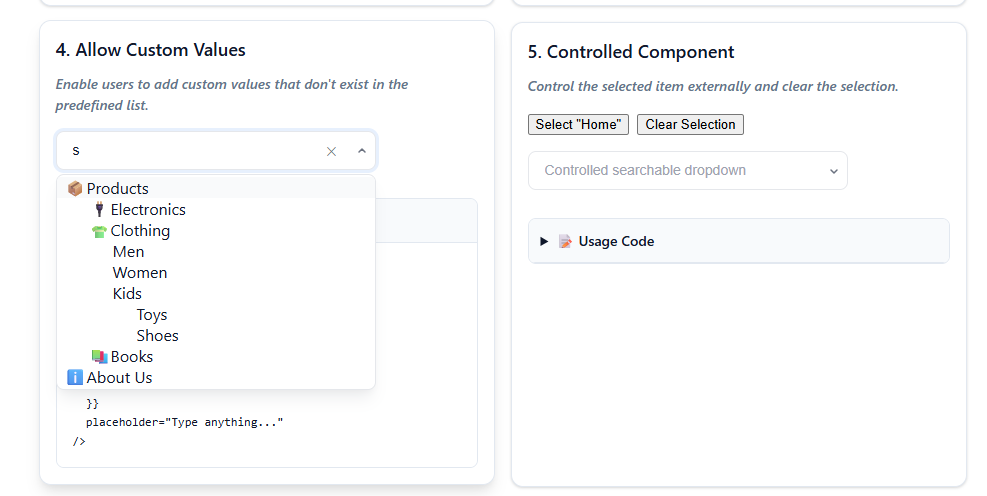 4. Allow Custom Values
Enable users to add custom values that don't exist in the
predefined list.
s
Products
Electronics
Clothing
Men
Women
Kids
Toys
Shoes
Books
About Us
}}
placeholder="Type anything..."
/>
5. Controlled Component
Control the selected item externally and clear the selection.
Select "Home" Clear Selection
Controlled searchable dropdown
Usage Code